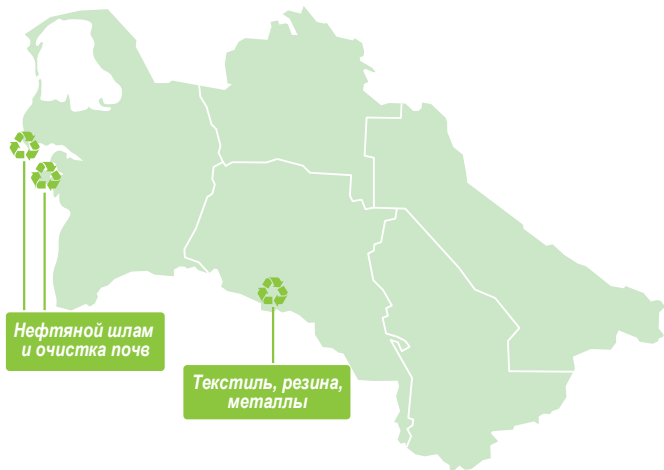 Нефтяной шлам
и очистка почв
Текстиль, резина,
металлы